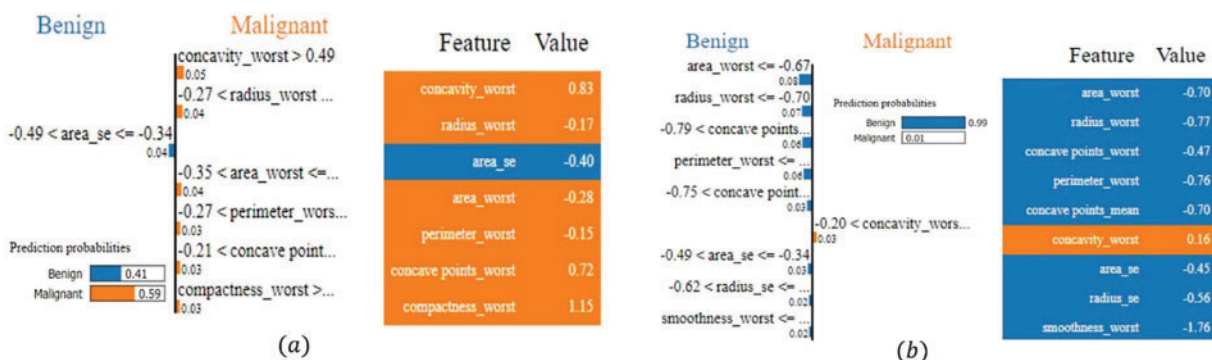 Benign
Malignant
concavity_worst > 0.49
0.05
-0.27 < radius_worst ...
0.04
-0.49 < area_se <= -0.34
0.04
-0.35 < area_worst <=...
0.04
-0.27 < perimeter_wors...
0.03
-0.21 < concave point...
0.03
compactness_worst >...
0.03
Prediction probabilities
Benign 0.41
Malignant 0.59
Feature Value
concavity_worst 0.83
radius_worst -0.17
area_se -0.40
area_worst -0.28
perimeter_worst -0.15
concave points_worst 0.72
compactness_worst 1.15
(a)
Benign
Malignant
area_worst <= -0.67
0.08
radius_worst <= -0.70
0.07
-0.79 < concave points...
0.06
perimeter_worst <= ...
0.06
-0.75 < concave point...
0.03
-0.20 < concavity_wors...
0.03
-0.49 < area_se <= -0.34
0.03
-0.62 < radius_se <= ...
0.02
smoothness_worst <= ...
0.02
Prediction probabilities
Benign 0.99
Malignant 0.01
Feature Value
area_worst -0.70
radius_worst -0.77
concave points_worst -0.47
perimeter_worst -0.76
concave points_mean -0.70
concavity_worst 0.16
area_se -0.45
radius_se -0.56
smoothness_worst -1.76
(b)